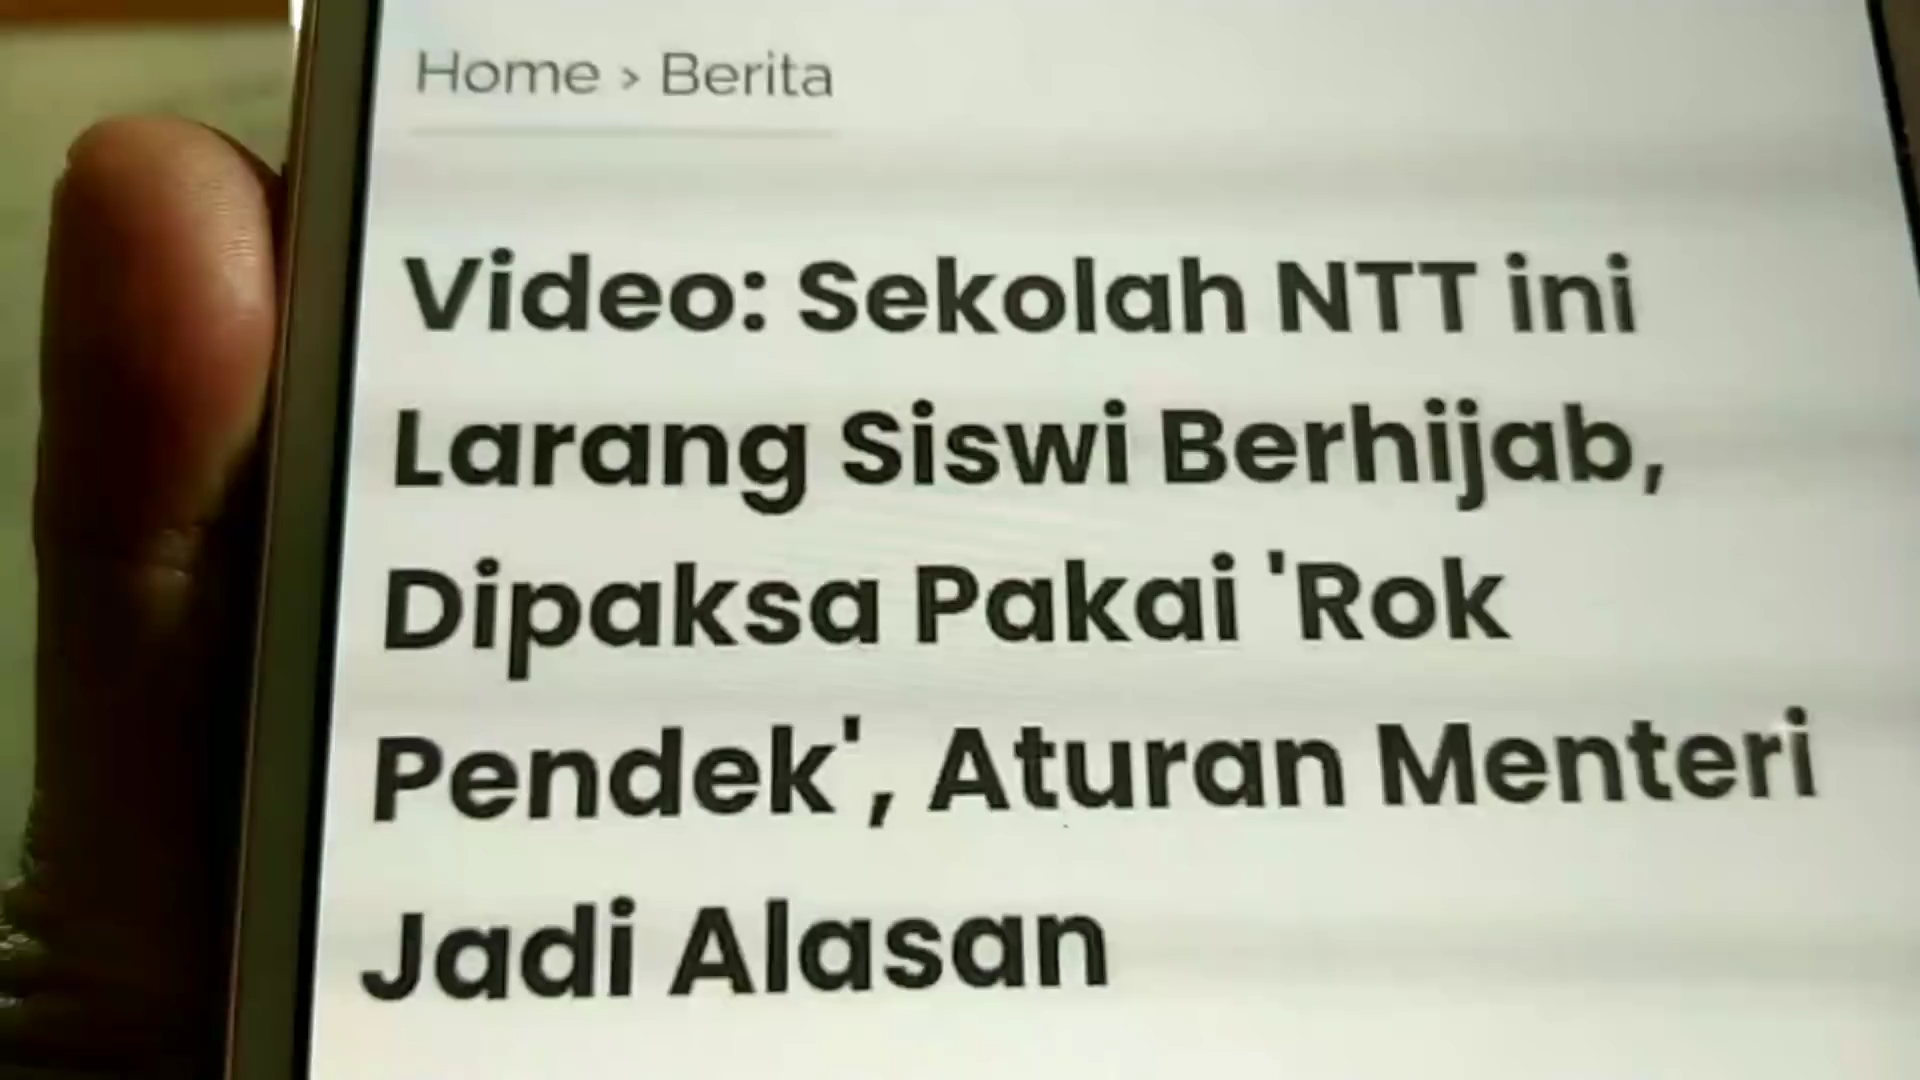 Home > Berita
Video: Sekolah NTT ini
Larang Siswi Berhijab,
Dipaksa Pakai 'Rok
Pendek', Aturan Menteri
Jadi Alasan